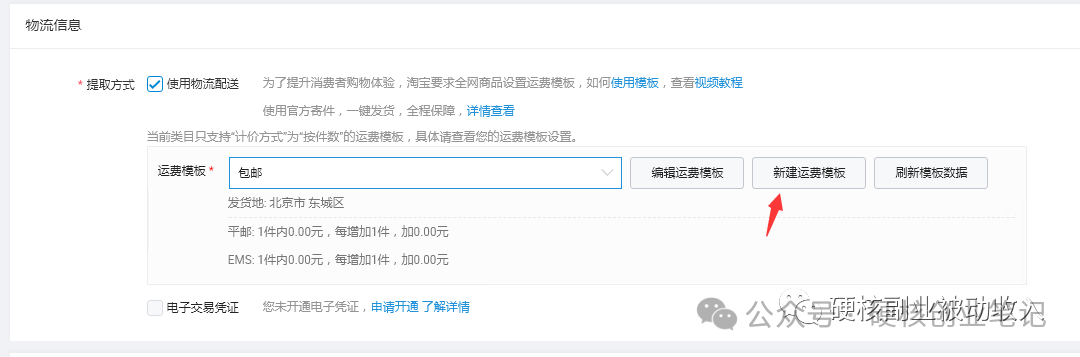 物流信息
* 提取方式 使用物流配送 为了提升消费者购物体验，淘宝要求全网商品设置运费模板，如何使用模板，查看视频教程
使用官方寄件，一键发货，全程保障，详情查看
当前类目只支持“计价方式”为“按件数”的运费模板，具体请查看您的运费模板设置。
运费模板 * 包邮 编辑运费模板 新建运费模板 刷新模板数据
发货地: 北京市 东城区
平邮: 1件内0.00元，每增加1件，加0.00元
EMS: 1件内0.00元，每增加1件，加0.00元
电子交易凭证 您未开通电子凭证，申请开通 了解详情
硬核副业被动收入
公众号 · 硬核创业笔记